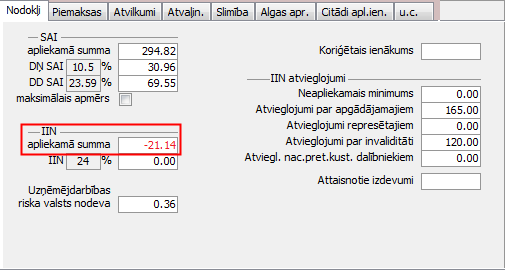 Nodokļi Piemaksas Atvilkumi Atvaļin. Slimība Algas apr. Citādi apl.ien. u.c.
SAI
apliekamā summa 294.82
DŅ SAI 10.5 % 30.96
DD SAI 23.59 % 69.55
maksimālais apmērs
IIN
apliekamā summa -21.14
IIN 24 % 0.00
Uzņēmējdarbības
riska valsts nodeva 0.36
Koriģētais ienākums
IIN atvieglojumi
Neapliekamais minimums 0.00
Atvieglojumi par apgādājamajiem 165.00
Atvieglojumi represētajiem 0.00
Atvieglojumi par invaliditāti 120.00
Atviegl. nac.pret.kust. dalībniekiem 0.00
Attaisnotie izdevumi